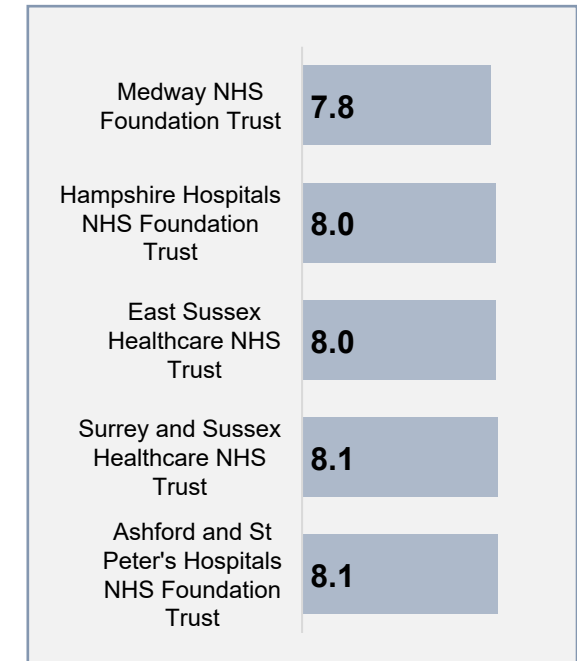 Medway NHS
Foundation Trust
7.8
Hampshire Hospitals
NHS Foundation
Trust
8.0
East Sussex
Healthcare NHS
Trust
8.0
Surrey and Sussex
Healthcare NHS
Trust
8.1
Ashford and St
Peter's Hospitals
NHS Foundation
Trust
8.1